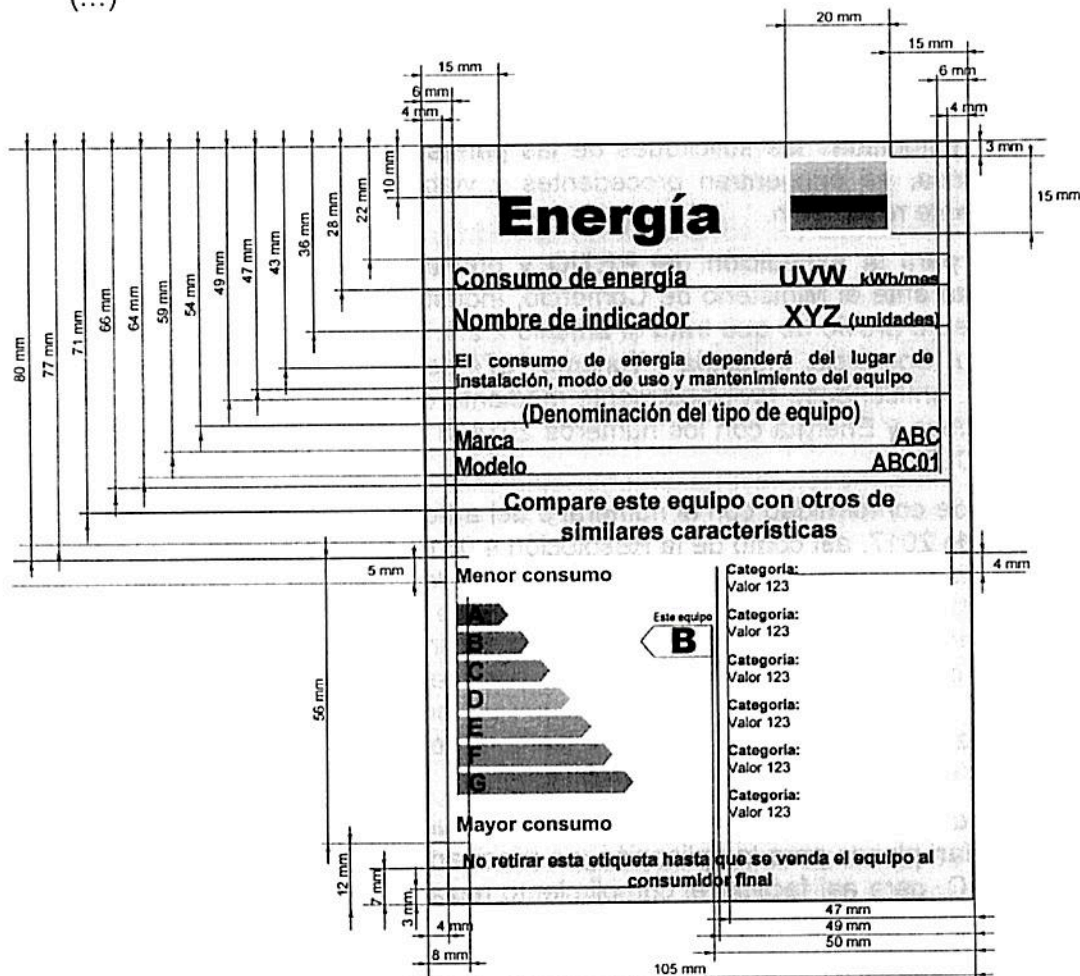 (...)
20 mm
15 mm
15 mm
6 mm
6 mm
4 mm
4 mm
3 mm
15 mm
10 mm
22 mm
28 mm
36 mm
43 mm
47 mm
49 mm
54 mm
59 mm
64 mm
66 mm
71 mm
77 mm
80 mm
Energía
Consumo de energía UVW kWh/mes
Nombre de indicador XYZ (unidades)
El consumo de energía dependerá del lugar de
instalación, modo de uso y mantenimiento del equipo
(Denominación del tipo de equipo)
Marca ABC
Modelo ABC01
Compare este equipo con otros de
similares características
5 mm
4 mm
Menor consumo
A
B
C
D
E
F
G
Mayor consumo
Este equipo
B
Categoría:
Valor 123
Categoría:
Valor 123
Categoría:
Valor 123
Categoría:
Valor 123
Categoría:
Valor 123
Categoría:
Valor 123
56 mm
No retirar esta etiqueta hasta que se venda el equipo al
consumidor final
12 mm
7 mm
3 mm
4 mm
8 mm
47 mm
49 mm
50 mm
105 mm